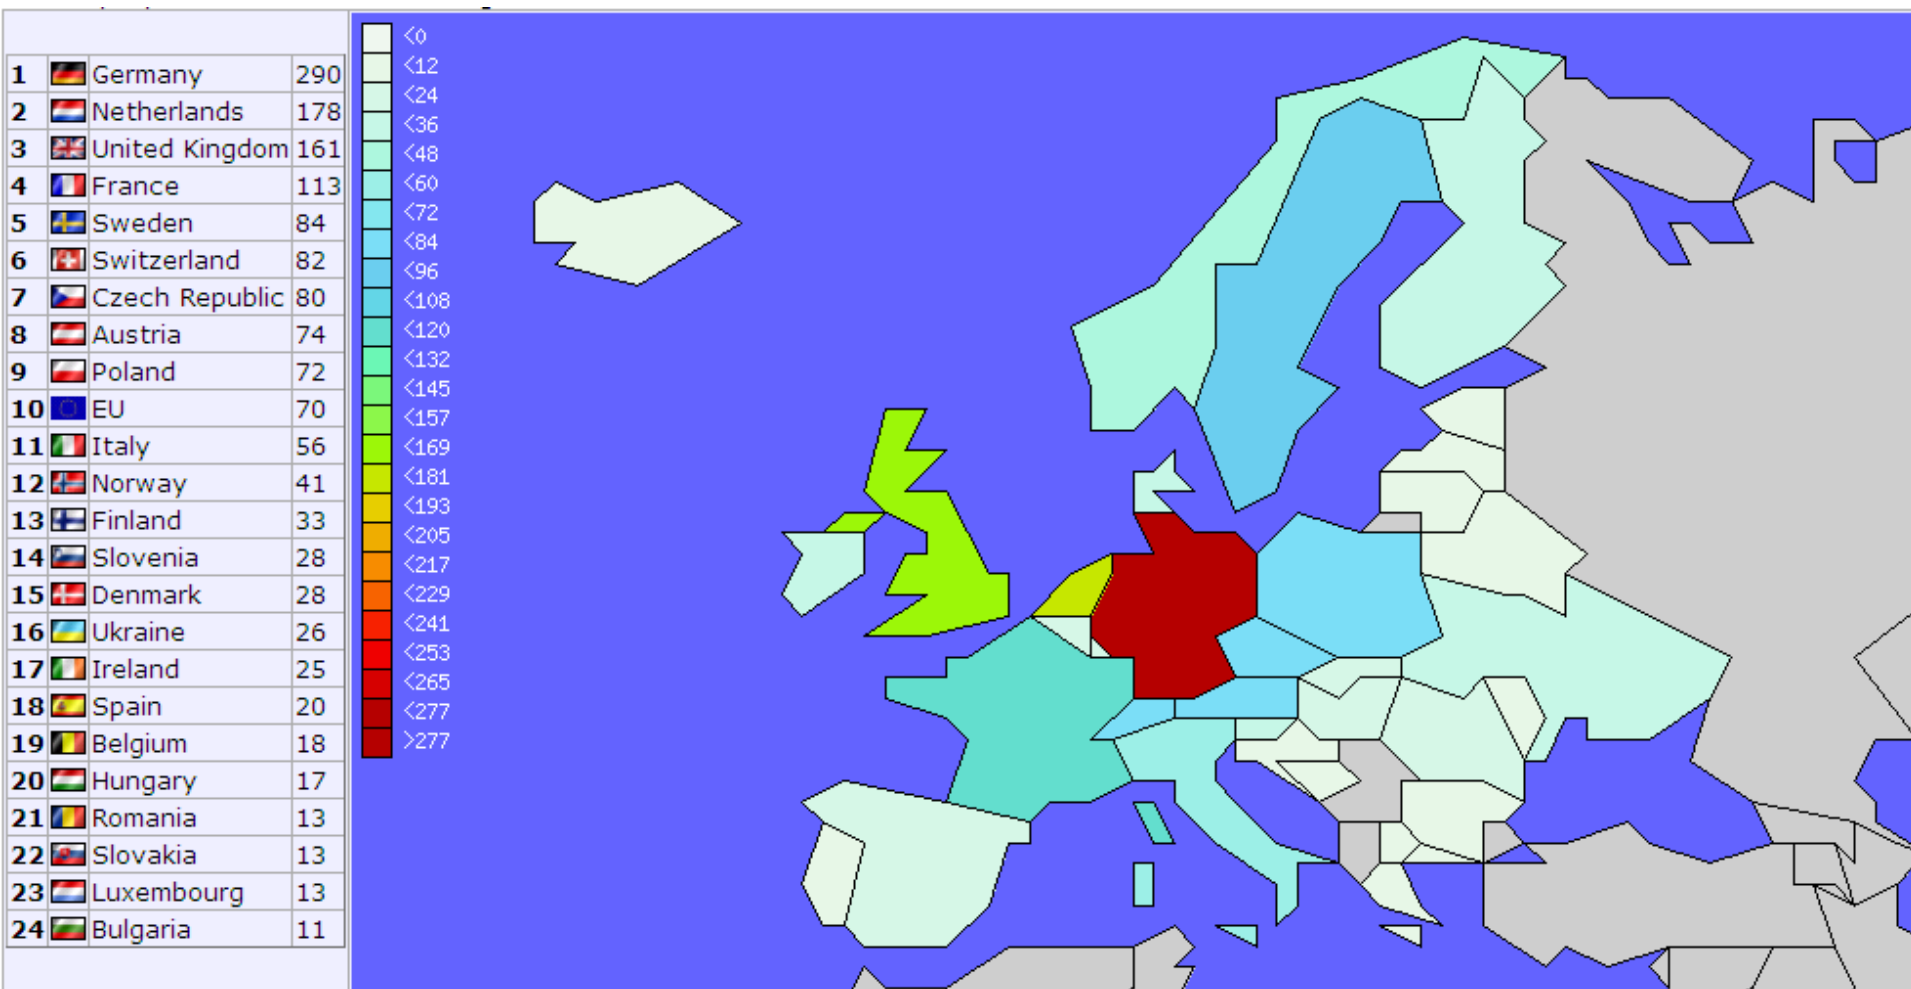 1 Germany 290
2 Netherlands 178
3 United Kingdom 161
4 France 113
5 Sweden 84
6 Switzerland 82
7 Czech Republic 80
8 Austria 74
9 Poland 72
10 EU 70
11 Italy 56
12 Norway 41
13 Finland 33
14 Slovenia 28
15 Denmark 28
16 Ukraine 26
17 Ireland 25
18 Spain 20
19 Belgium 18
20 Hungary 17
21 Romania 13
22 Slovakia 13
23 Luxembourg 13
24 Bulgaria 11
<0
<12
<24
<36
<48
<60
<72
<84
<96
<108
<120
<132
<145
<157
<169
<181
<193
<205
<217
<229
<241
<253
<265
<277
>277